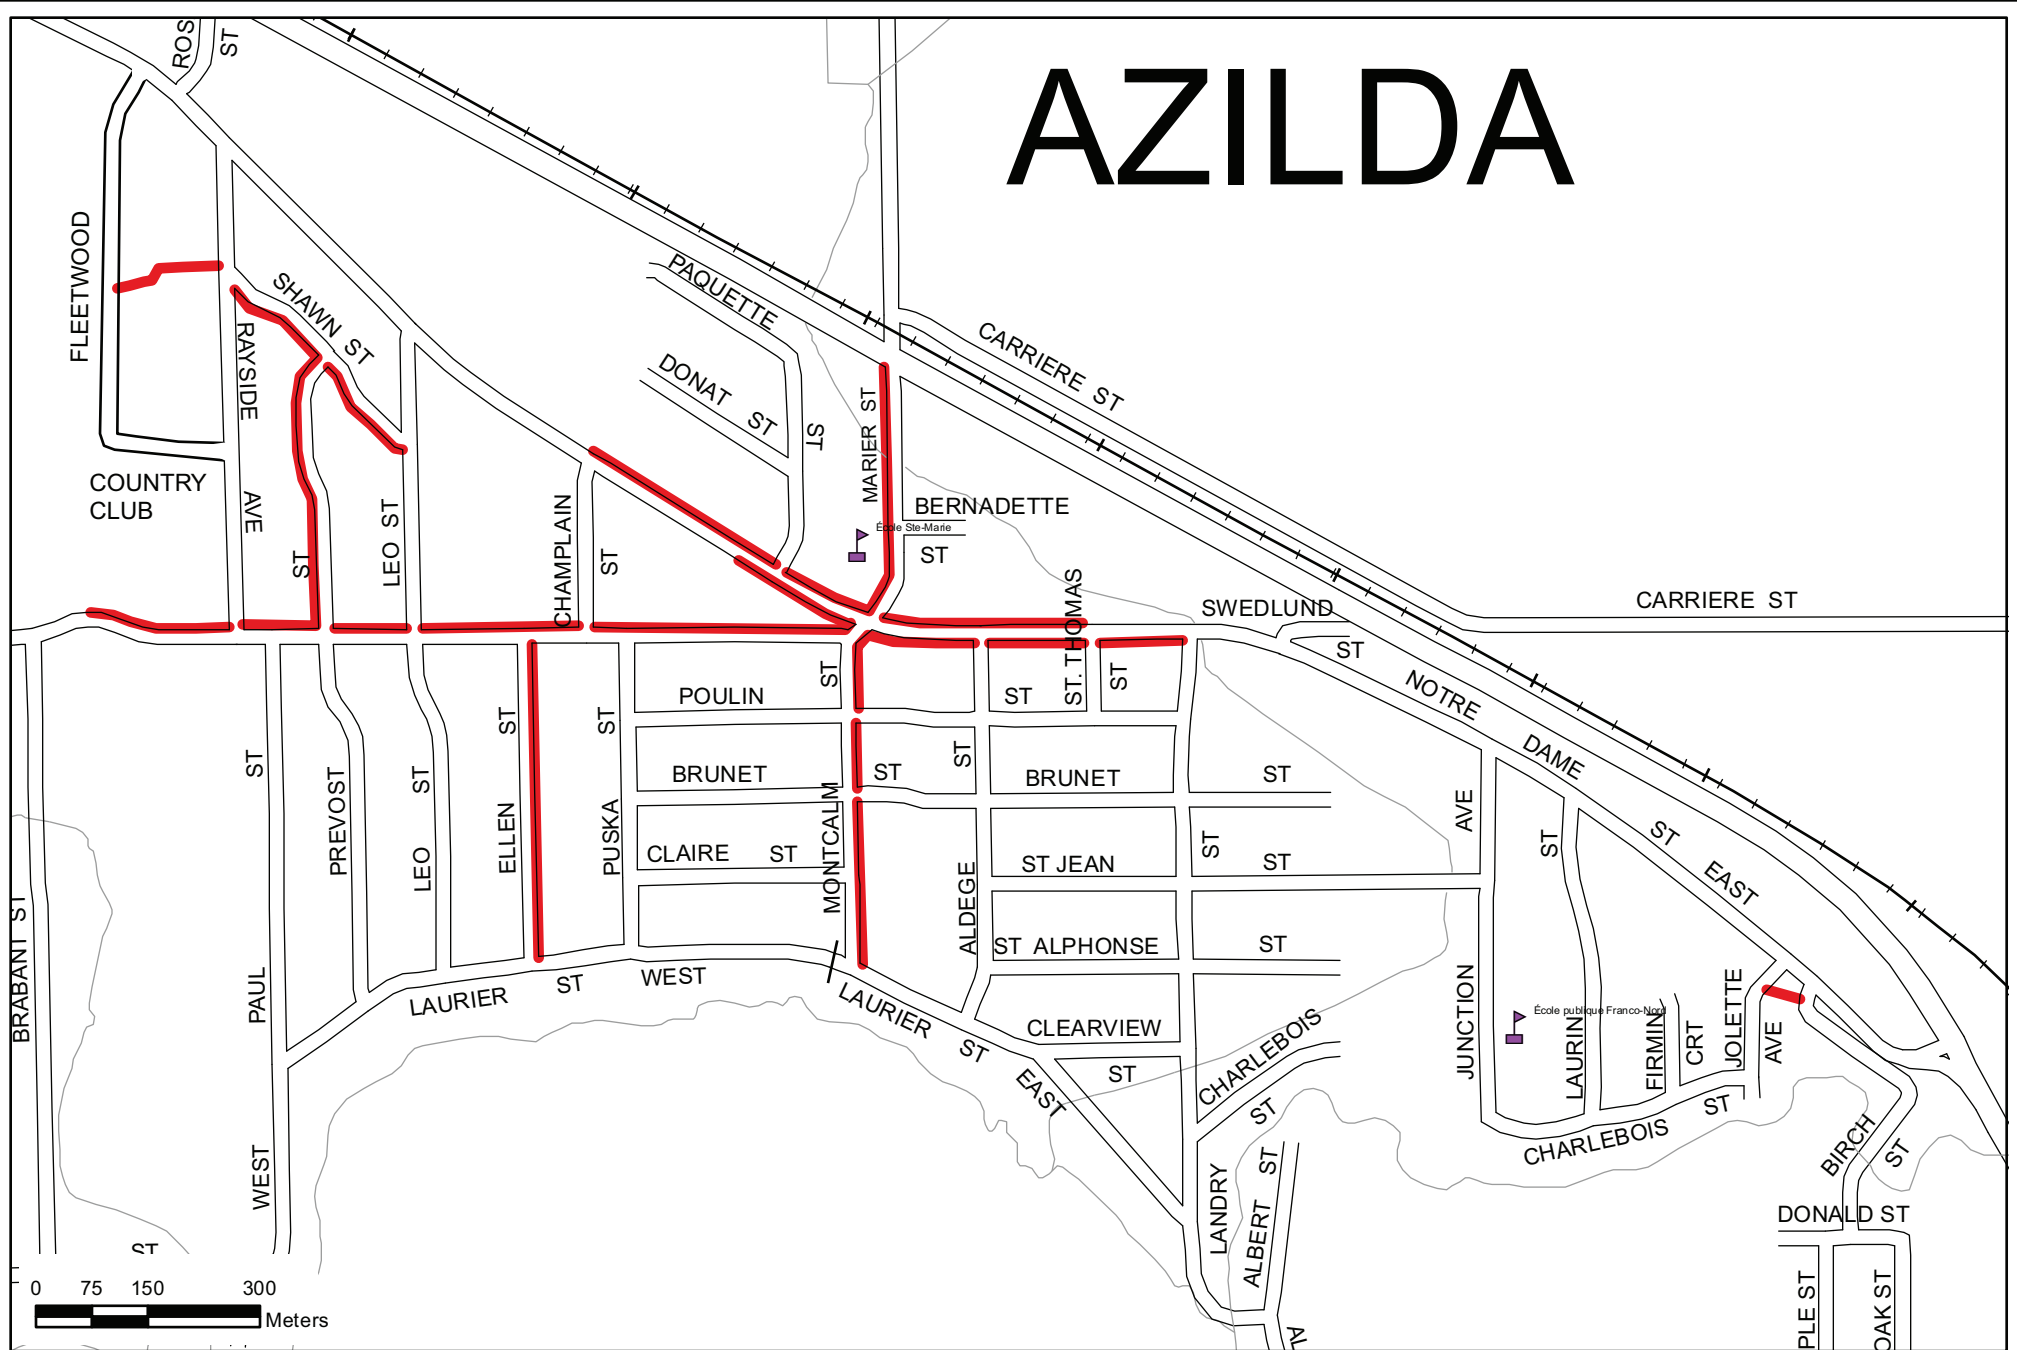 AZILDA
ROS
ST
FLEETWOOD
SHAWN ST
RAYSIDE
AVE
COUNTRY
CLUB
ST
LEO ST
CHAMPLAIN
ST
PAQUETTE
ST
DONAT ST
MARIER ST
École Ste-Marie
BERNADETTE
ST
CARRIERE ST
CARRIERE ST
SWEDLUND
ST
ST. THOMAS
ST
NOTRE
DAME
ST
EAST
POULIN
ST
ST
BRUNET
ST
BRUNET
ST
CLAIRE ST
ST JEAN
ST
ST ALPHONSE
ST
CLEARVIEW
ST
BRABANT ST
ST
PAUL
WEST
PREVOST
ST
LEO
ST
ELLEN
ST
PUSKA
MONTCALM
ST
ALDEGE
ST
LAURIER
ST
WEST
LAURIER
ST
EAST
CHARLEBOIS
ST
LANDRY
ALBERT ST
AL
AVE
JUNCTION
ST
LAURIN
École publique Franco-Nord
FIRMIN
CRT
JOLETTE
AVE
CHARLEBOIS
ST
BIRCH
ST
DONALD ST
PLE ST
OAK ST
ST
0 75 150 300
Meters